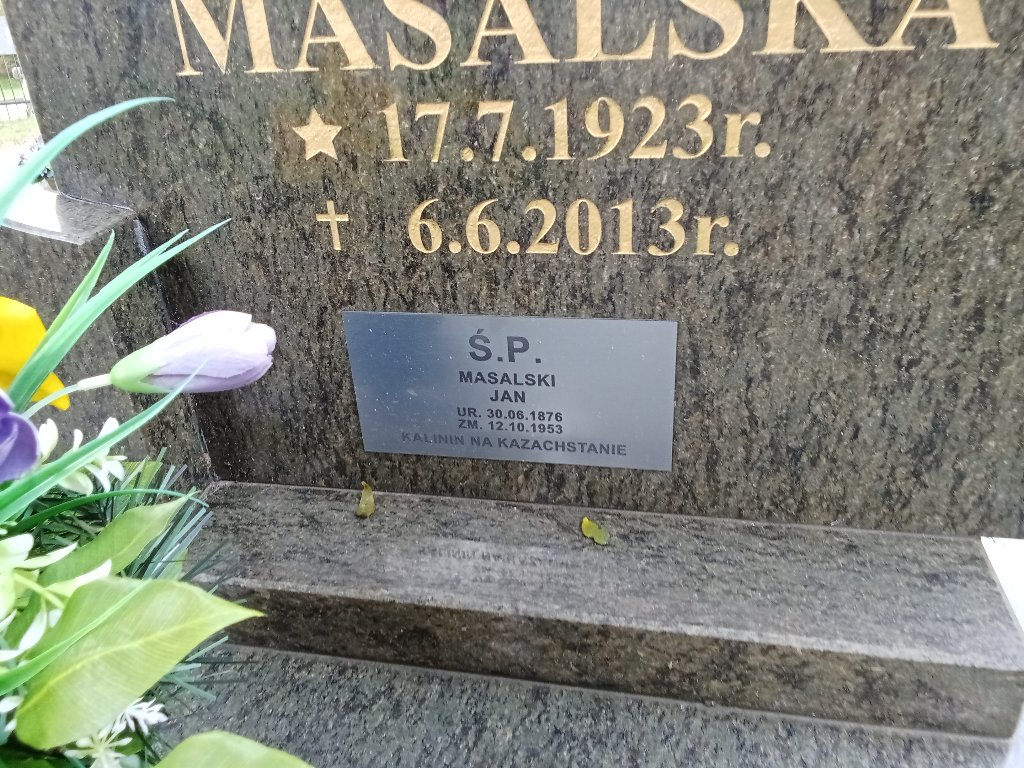 MASALSKA
17.7.1923r.
6.6.2013r.
Ś.P.
MASALSKI
JAN
UR. 30.06.1876
ZM. 12.10.1953
KALININ NA KAZACHSTANIE